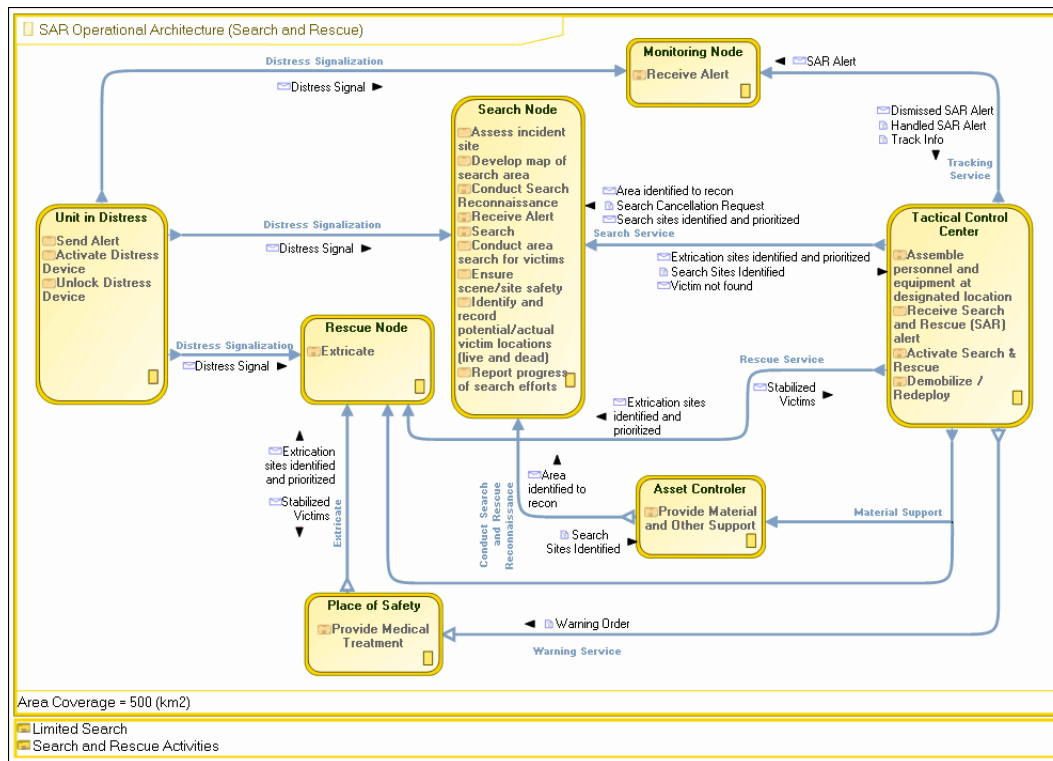 SAR Operational Architecture (Search and Rescue)
Distress Signalization
Distress Signal
Monitoring Node
Receive Alert
SAR Alert
Dismissed SAR Alert
Handled SAR Alert
Track Info
Tracking
Service
Search Node
Assess incident
site
Develop map of
search area
Conduct Search
Reconnaissance
Receive Alert
Search
Conduct area
search for victims
Ensure
scene/site safety
Identify and
record
potential/actual
victim locations
(live and dead)
Report progress
of search efforts
Unit in Distress
Send Alert
Activate Distress
Device
Unlock Distress
Device
Distress Signalization
Distress Signal
Area identified to recon
Search Cancellation Request
Search sites identified and prioritized
Search Service
Extrication sites identified and prioritized
Search Sites Identified
Victim not found
Tactical Control
Center
Assemble
personnel and
equipment at
designated location
Receive Search
and Rescue (SAR)
alert
Activate Search &
Rescue
Demobilize /
Redeploy
Distress Signalization
Distress Signal
Rescue Node
Extricate
Rescue Service
Stabilized
Victims
Extrication sites
identified and
prioritized
Extrication
sites identified
and prioritized
Stabilized
Victims
Extricate
Conduct Search
and Rescue
Reconnaissance
Area
identified to
recon
Search
Sites Identified
Asset Controler
Provide Material
and Other Support
Material Support
Place of Safety
Provide Medical
Treatment
Warning Order
Warning Service
Area Coverage = 500 (km2)
Limited Search
Search and Rescue Activities